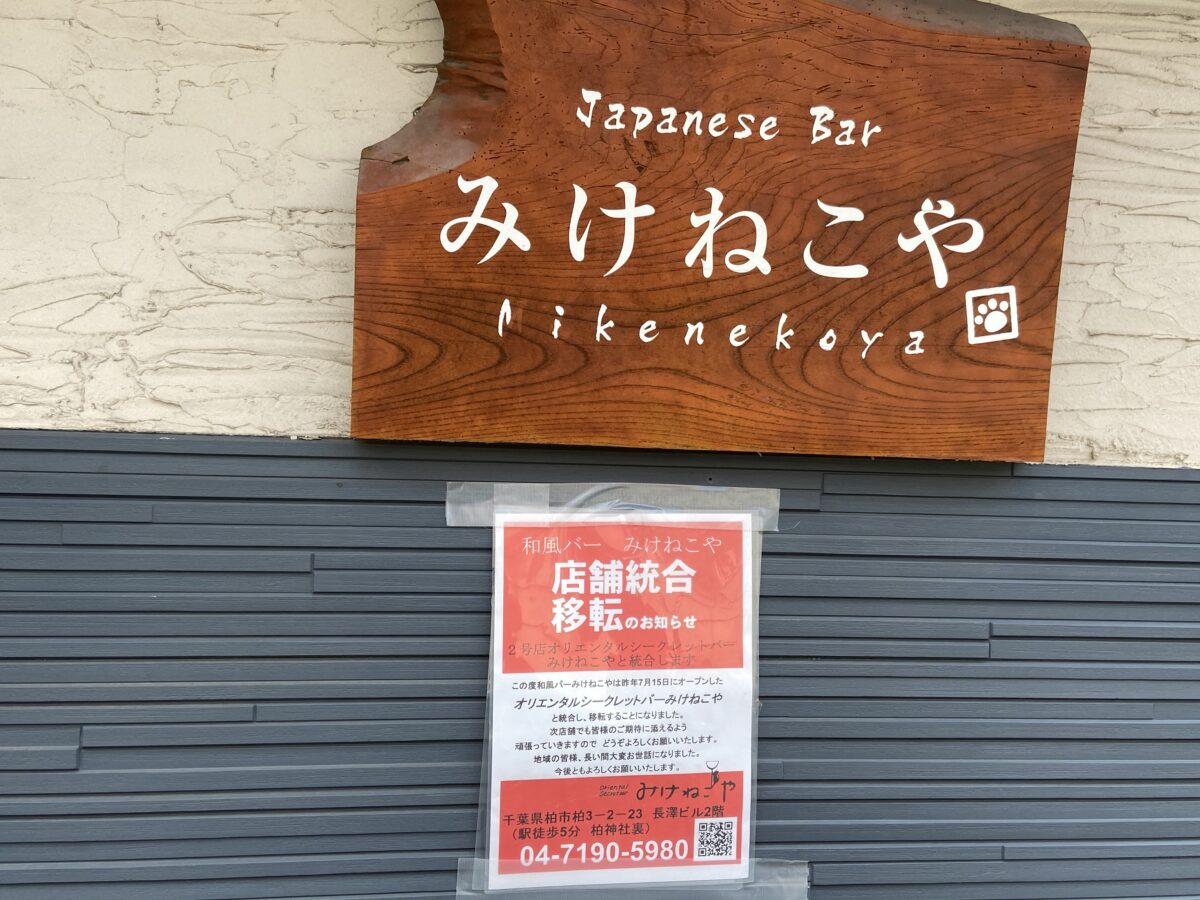 Japanese Bar
みけねこや
Mikenekoya
和風バー みけねこや
店舗統合
移転のお知らせ
2号店オリエンタルシークレットバー
みけねこやと統合します
この度和風バーみけねこやは昨年7月15日にオープンした
オリエンタルシークレットバーみけねこや
と統合し、移転することになりました。
次店舗でも皆様のご期待に添えるよう
頑張っていきますので どうぞよろしくお願いいたします。
地域の皆様、長い間大変お世話になりました。
今後ともよろしくお願いいたします。
Oriental
みけねこや
千葉県柏市柏3-2-23 長澤ビル2階
(駅徒歩5分 柏神社裏)
04-7190-5980